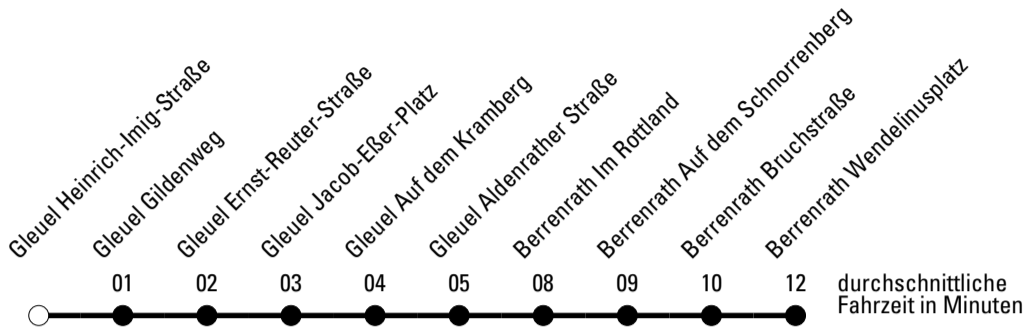 Gleuel Heinrich-Imig-Straße
Gleuel Gildenweg
Gleuel Ernst-Reuter-Straße
Gleuel Jacob-Eßer-Platz
Gleuel Auf dem Kramberg
Gleuel Aldenrather Straße
Berrenrath Im Rottland
Berrenrath Auf dem Schnorrenberg
Berrenrath Bruchstraße
Berrenrath Wendelinusplatz
01 02 03 04 05 08 09 10 12
durchschnittliche
Fahrzeit in Minuten